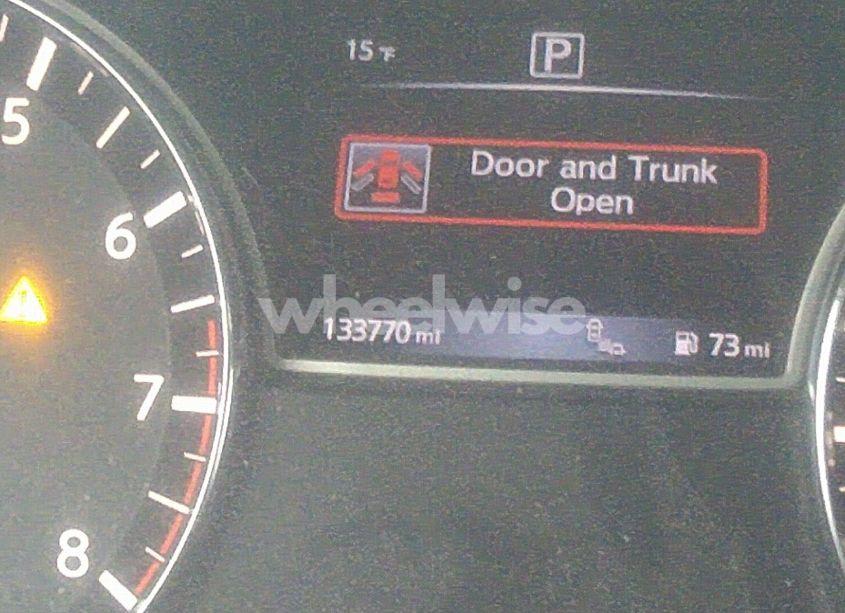 15 °F
P
Door and Trunk
Open
wheelwise
133770 mi
73 mi
5
6
7
8